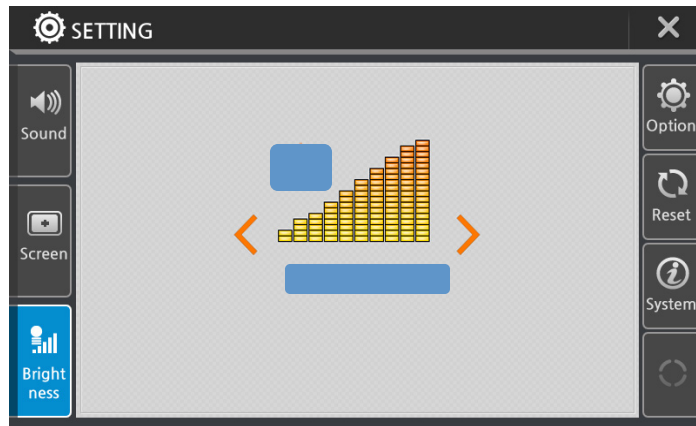 SETTING
Sound
Screen
Bright
ness
Option
Reset
System